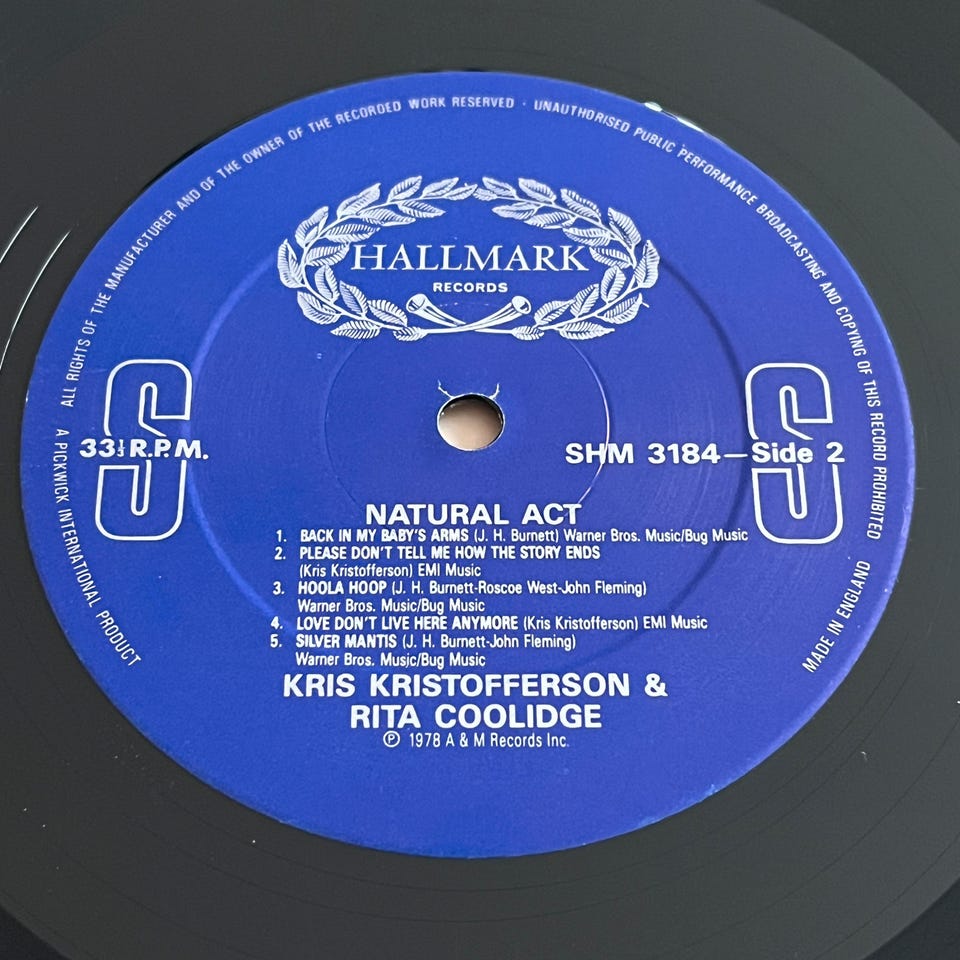 ALL RIGHTS OF THE MANUFACTURER AND OF THE OWNER OF THE RECORDED WORK RESERVED · UNAUTHORISED PUBLIC PERFORMANCE BROADCASTING AND COPYING OF THIS RECORD PROHIBITED
HALLMARK
RECORDS
S
S
33⅓ R.P.M.
SHM 3184—Side 2
NATURAL ACT
1. BACK IN MY BABY'S ARMS (J. H. Burnett) Warner Bros. Music/Bug Music
2. PLEASE DON'T TELL ME HOW THE STORY ENDS
(Kris Kristofferson) EMI Music
3. HOOLA HOOP (J. H. Burnett-Roscoe West-John Fleming)
Warner Bros. Music/Bug Music
4. LOVE DON'T LIVE HERE ANYMORE (Kris Kristofferson) EMI Music
5. SILVER MANTIS (J. H. Burnett-John Fleming)
Warner Bros. Music/Bug Music
KRIS KRISTOFFERSON &
RITA COOLIDGE
℗ 1978 A & M Records Inc.
A PICKWICK INTERNATIONAL PRODUCT
MADE IN ENGLAND